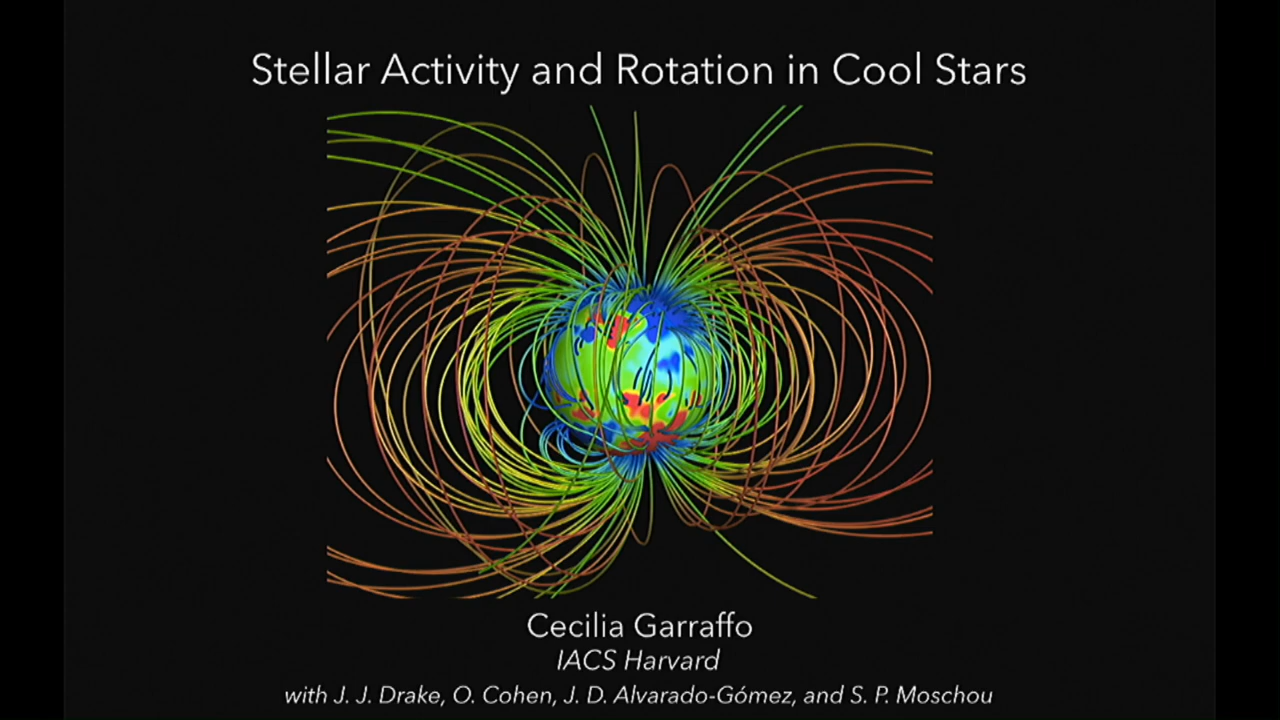 Stellar Activity and Rotation in Cool Stars
Cecilia Garraffo
IACS Harvard
with J. J. Drake, O. Cohen, J. D. Alvarado-Gómez, and S. P. Moschou